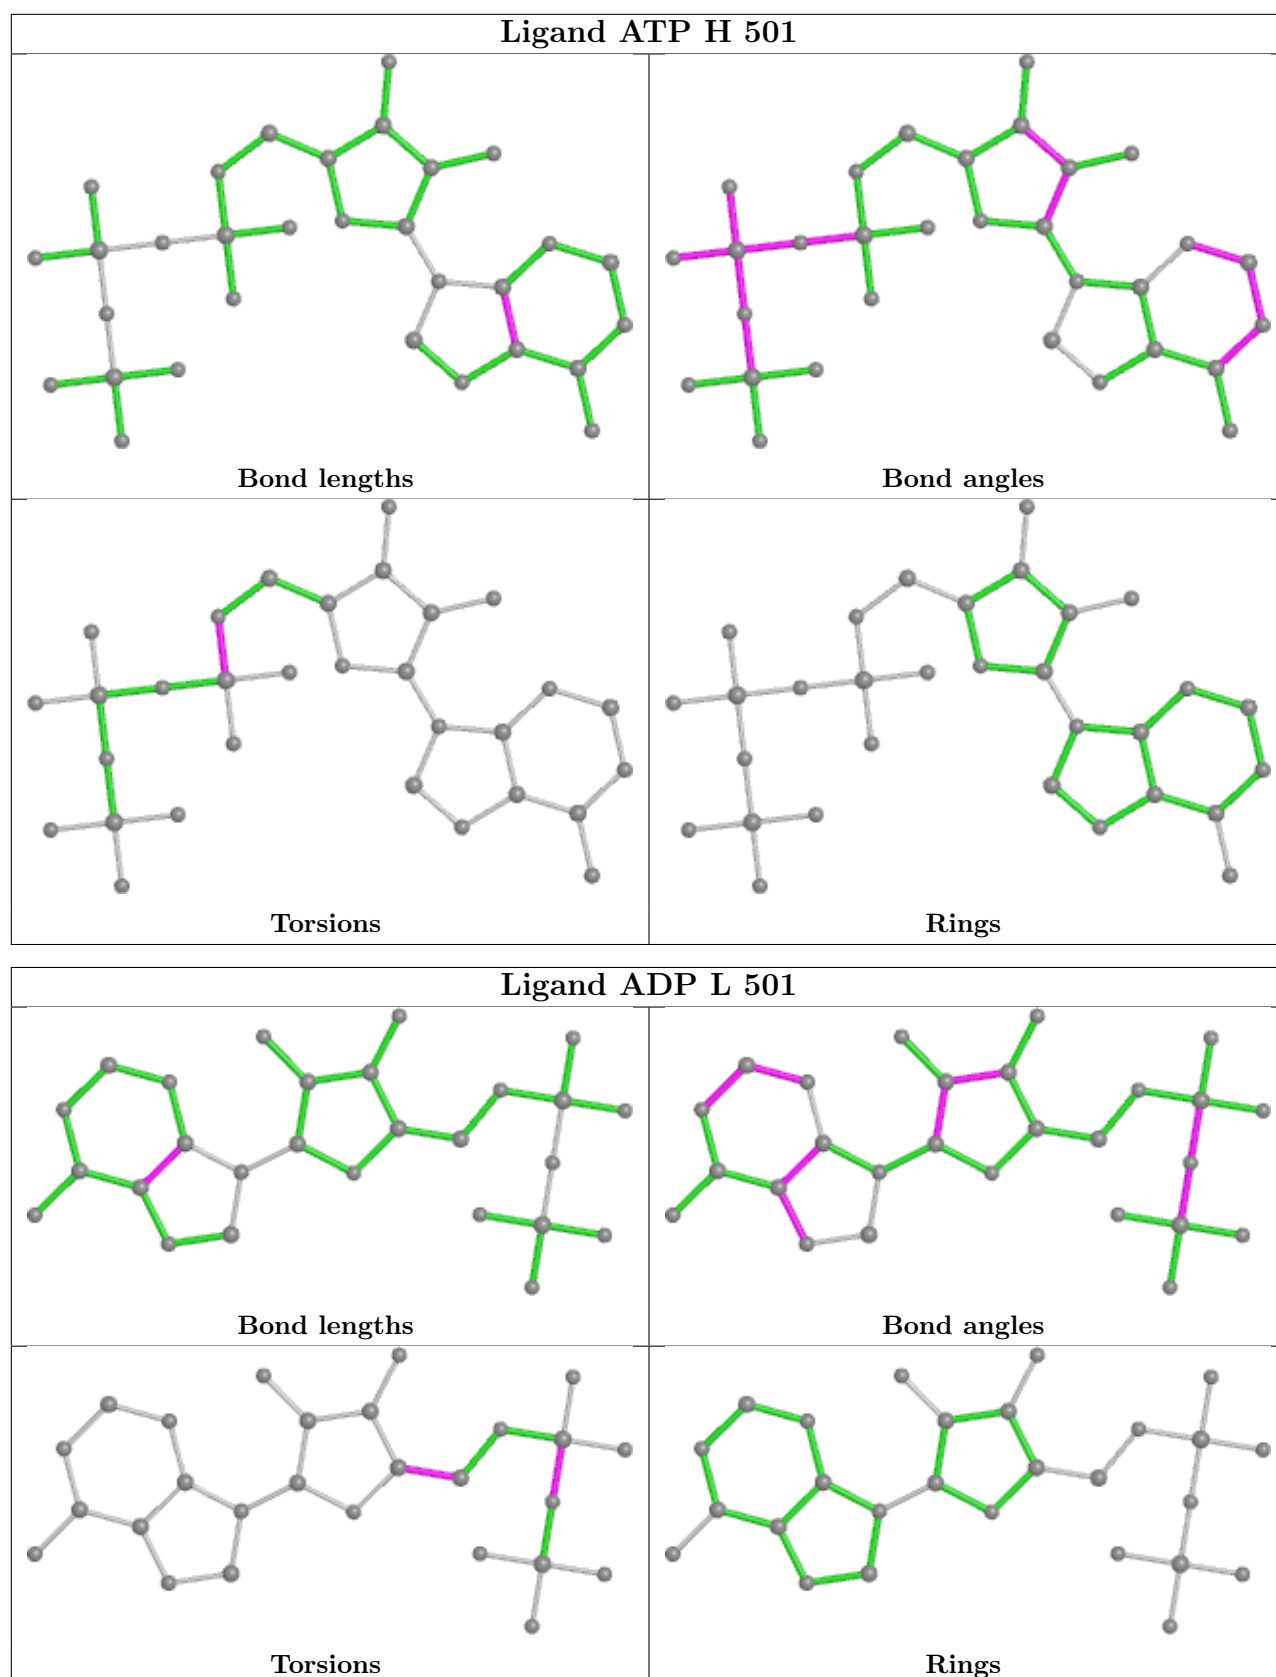 Ligand ATP H 501
Bond lengths
Bond angles
Torsions
Rings
Ligand ADP L 501
Bond lengths
Bond angles
Torsions
Rings